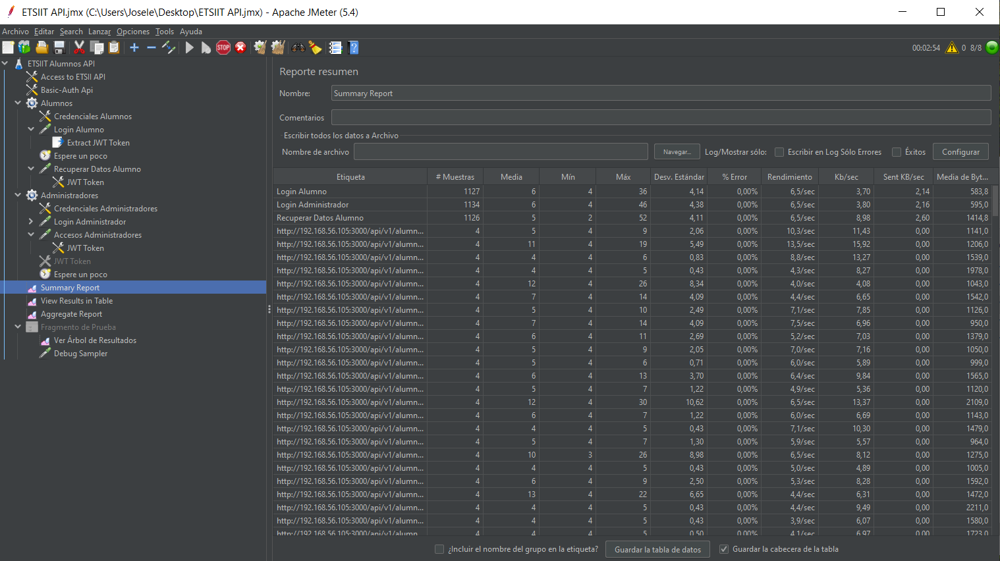 ETSIIT API.jmx (C:\Users\Josele\Desktop\ETSIIT API.jmx) - Apache JMeter (5.4)
Archivo Editar Search Lanzar Opciones Tools Ayuda
STOP ? 00:02:54 0 8/8
ETSIIT Alumnos API
Access to ETSII API
Basic-Auth Api
Alumnos
Credenciales Alumnos
Login Alumno
Extract JWT Token
Espere un poco
Recuperar Datos Alumno
JWT Token
Administradores
Credenciales Administradores
Login Administrador
Accesos Administradores
JWT Token
JWT Token
Espere un poco
Summary Report
View Results in Table
Aggregate Report
Fragmento de Prueba
Ver Árbol de Resultados
Debug Sampler
Reporte resumen
Nombre: Summary Report
Comentarios
Escribir todos los datos a Archivo
Nombre de archivo Navegar... Log/Mostrar sólo: Escribir en Log Sólo Errores Éxitos Configurar
Etiqueta # Muestras Media Mín Máx Desv. Estándar % Error Rendimiento Kb/sec Sent KB/sec Media de Byt...
Login Alumno 1127 6 4 36 4,14 0,00% 6,5/sec 3,70 2,14 583,8
Login Administrador 1134 6 4 46 4,38 0,00% 6,5/sec 3,80 2,16 595,0
Recuperar Datos Alumno 1126 5 2 52 4,11 0,00% 6,5/sec 8,98 2,60 1414,8
http://192.168.56.105:3000/api/v1/alumn... 4 5 4 9 2,06 0,00% 10,3/sec 11,43 0,00 1141,0
http://192.168.56.105:3000/api/v1/alumn... 4 11 4 19 5,49 0,00% 13,5/sec 15,92 0,00 1206,0
http://192.168.56.105:3000/api/v1/alumn... 4 4 4 6 0,83 0,00% 8,8/sec 13,27 0,00 1539,0
http://192.168.56.105:3000/api/v1/alumn... 4 4 4 5 0,43 0,00% 4,3/sec 8,27 0,00 1978,0
http://192.168.56.105:3000/api/v1/alumn... 4 12 4 26 8,34 0,00% 4,0/sec 4,08 0,00 1043,0
http://192.168.56.105:3000/api/v1/alumn... 4 7 4 14 4,09 0,00% 4,4/sec 6,65 0,00 1542,0
http://192.168.56.105:3000/api/v1/alumn... 4 5 4 10 2,49 0,00% 7,1/sec 7,85 0,00 1126,0
http://192.168.56.105:3000/api/v1/alumn... 4 7 4 14 4,09 0,00% 7,5/sec 6,96 0,00 950,0
http://192.168.56.105:3000/api/v1/alumn... 4 6 4 11 2,69 0,00% 5,2/sec 7,03 0,00 1379,0
http://192.168.56.105:3000/api/v1/alumn... 4 5 4 9 2,05 0,00% 7,0/sec 7,16 0,00 1050,0
http://192.168.56.105:3000/api/v1/alumn... 4 5 4 6 0,71 0,00% 6,0/sec 5,89 0,00 999,0
http://192.168.56.105:3000/api/v1/alumn... 4 6 4 13 3,70 0,00% 6,4/sec 9,84 0,00 1565,0
http://192.168.56.105:3000/api/v1/alumn... 4 5 4 7 1,22 0,00% 4,9/sec 5,36 0,00 1120,0
http://192.168.56.105:3000/api/v1/alumn... 4 12 4 30 10,62 0,00% 6,5/sec 13,37 0,00 2109,0
http://192.168.56.105:3000/api/v1/alumn... 4 6 4 7 1,22 0,00% 6,0/sec 6,69 0,00 1143,0
http://192.168.56.105:3000/api/v1/alumn... 4 4 4 5 0,43 0,00% 7,1/sec 10,30 0,00 1479,0
http://192.168.56.105:3000/api/v1/alumn... 4 5 4 7 1,30 0,00% 5,9/sec 5,57 0,00 964,0
http://192.168.56.105:3000/api/v1/alumn... 4 10 3 26 8,98 0,00% 6,5/sec 8,12 0,00 1275,0
http://192.168.56.105:3000/api/v1/alumn... 4 4 4 5 0,43 0,00% 5,0/sec 4,89 0,00 1005,0
http://192.168.56.105:3000/api/v1/alumn... 4 6 4 9 2,50 0,00% 5,3/sec 8,28 0,00 1592,0
http://192.168.56.105:3000/api/v1/alumn... 4 13 4 22 6,65 0,00% 4,4/sec 6,31 0,00 1472,0
http://192.168.56.105:3000/api/v1/alumn... 4 4 4 5 0,43 0,00% 4,4/sec 9,49 0,00 2211,0
http://192.168.56.105:3000/api/v1/alumn... 4 4 4 5 0,43 0,00% 3,9/sec 6,07 0,00 1580,0
http://192.168.56.105:3000/api/v1/alumn 4 4 4 5 0,50 0,00% 4,1/sec 6,97 0,00 1723,0
¿Incluir el nombre del grupo en la etiqueta? Guardar la tabla de datos Guardar la cabecera de la tabla